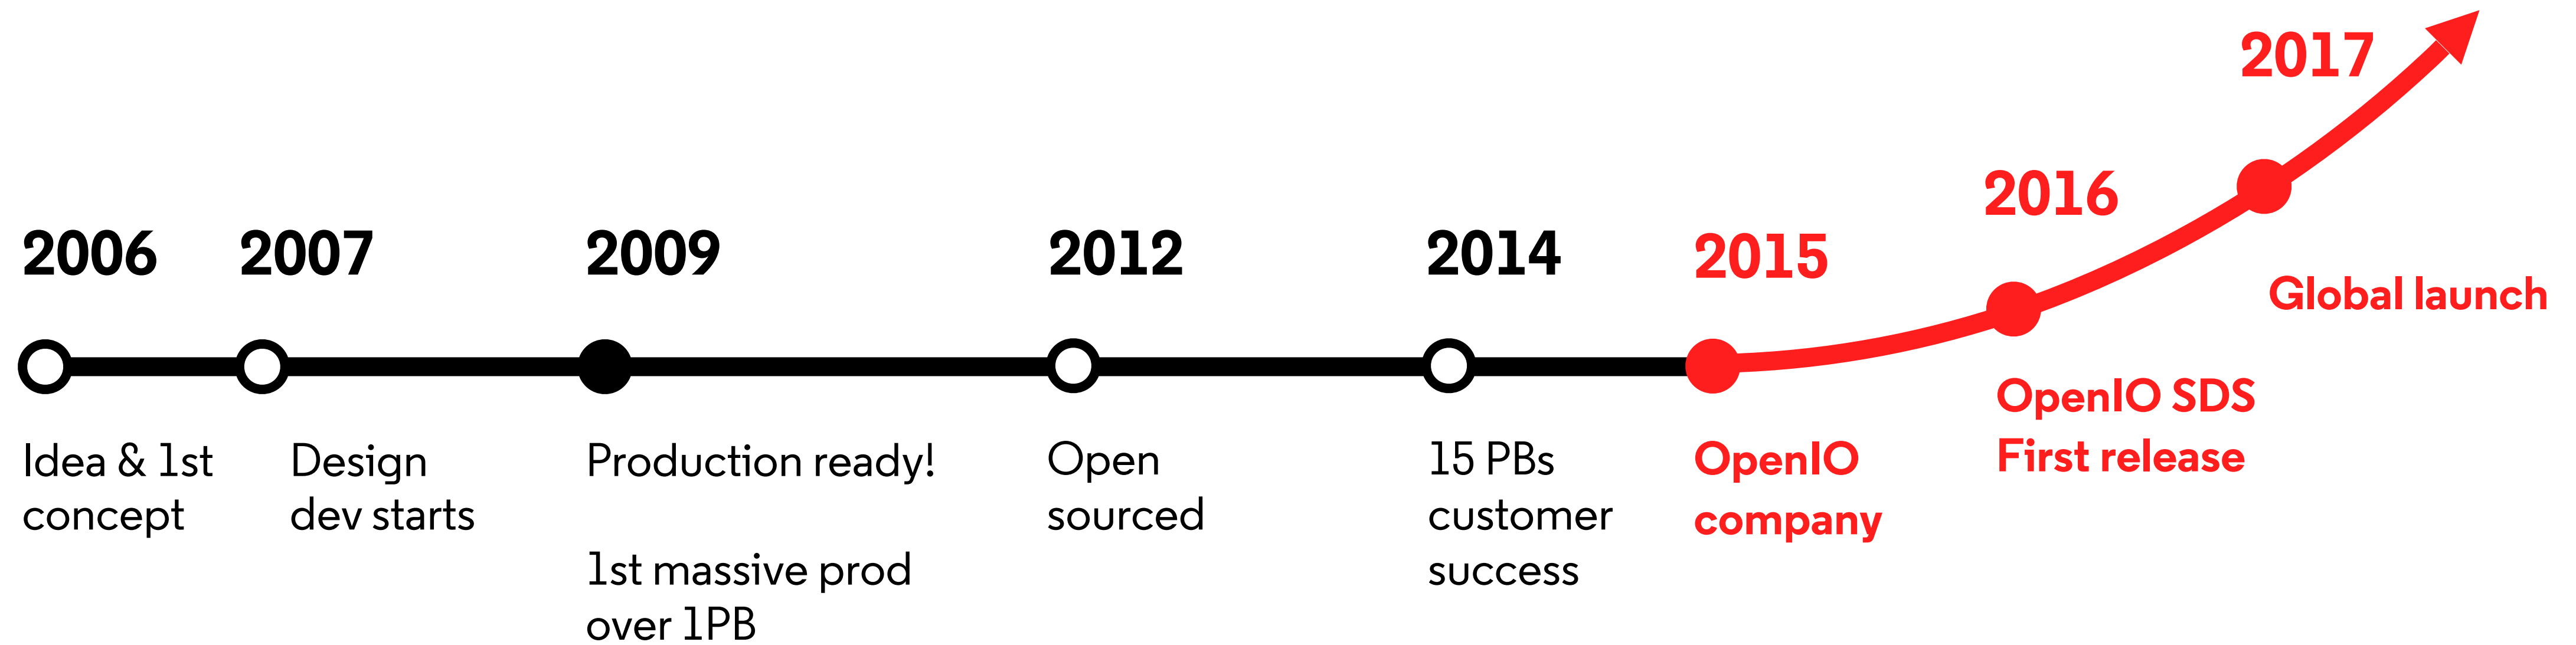 2006
Idea & 1st
concept
2007
Design
dev starts
2009
Production ready!
1st massive prod
over 1PB
2012
Open
sourced
2014
15 PBs
customer
success
2015
OpenIO
company
2016
OpenIO SDS
First release
2017
Global launch